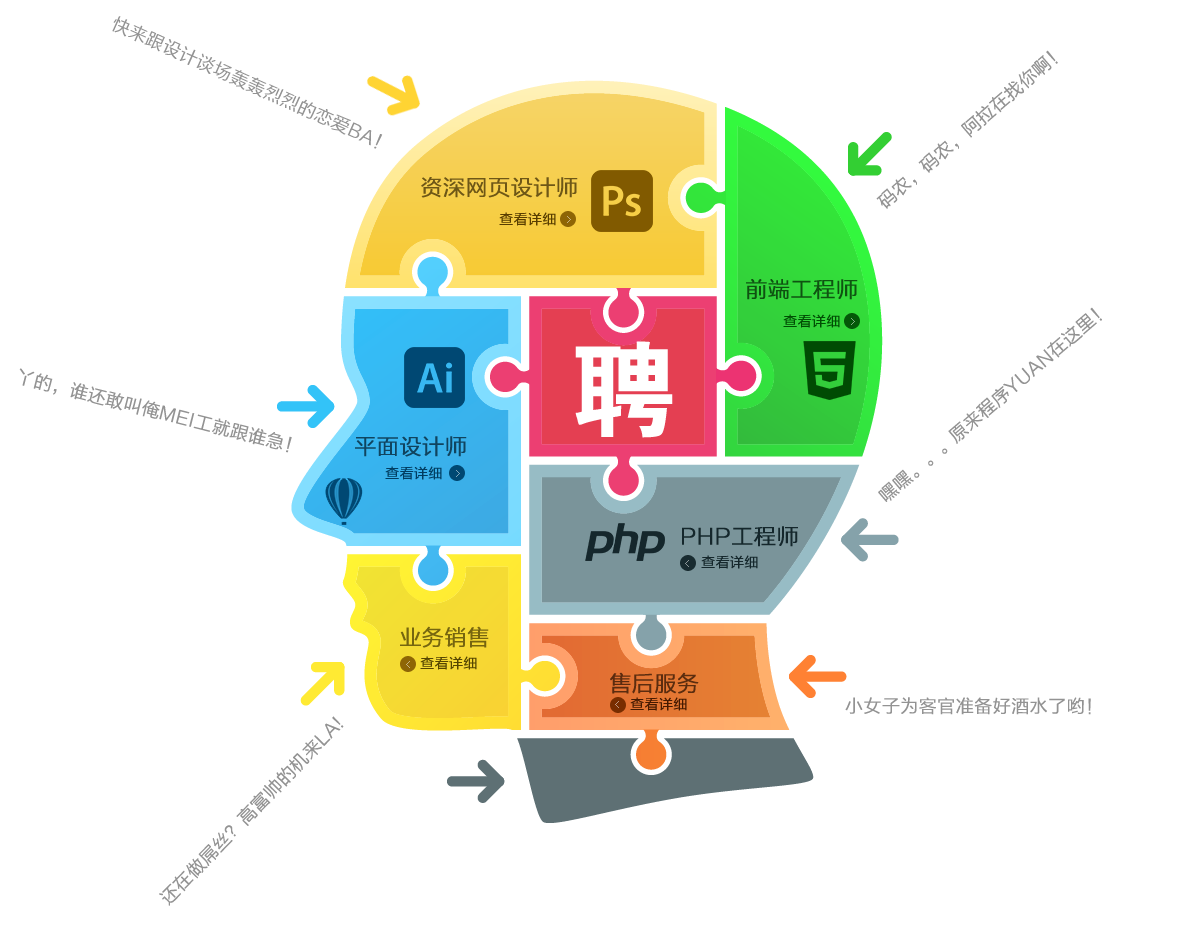 快来跟设计谈场轰轰烈烈的恋爱BA!
码农，码农，阿拉在找你啊!
资深网页设计师
Ps
查看详细
前端工程师
查看详细
5
聘
丫的，谁还敢叫俺MEI工就跟谁急!
Ai
平面设计师
查看详细
嘿嘿。。。原来程序YUAN在这里!
php
PHP工程师
查看详细
业务销售
查看详细
售后服务
查看详细
小女子为客官准备好酒水了哟!
还在做屌丝？高富帅的机来LA!